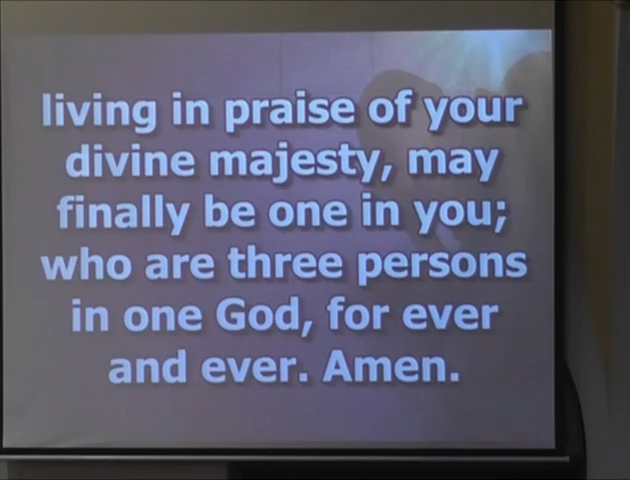 living in praise of your
divine majesty, may
finally be one in you;
who are three persons
in one God, for ever
and ever. Amen.